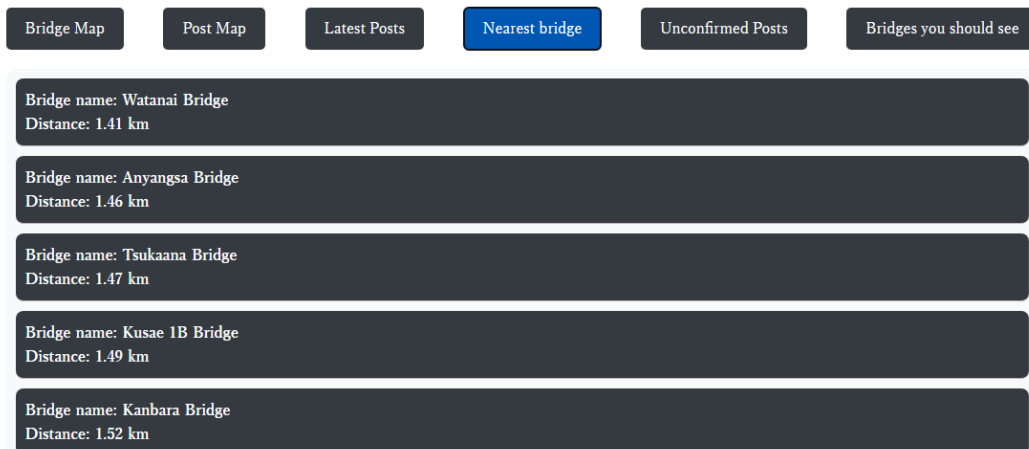 Bridge Map
Post Map
Latest Posts
Nearest bridge
Unconfirmed Posts
Bridges you should see
Bridge name: Watanai Bridge
Distance: 1.41 km
Bridge name: Anyangsa Bridge
Distance: 1.46 km
Bridge name: Tsukaana Bridge
Distance: 1.47 km
Bridge name: Kusae 1B Bridge
Distance: 1.49 km
Bridge name: Kanbara Bridge
Distance: 1.52 km